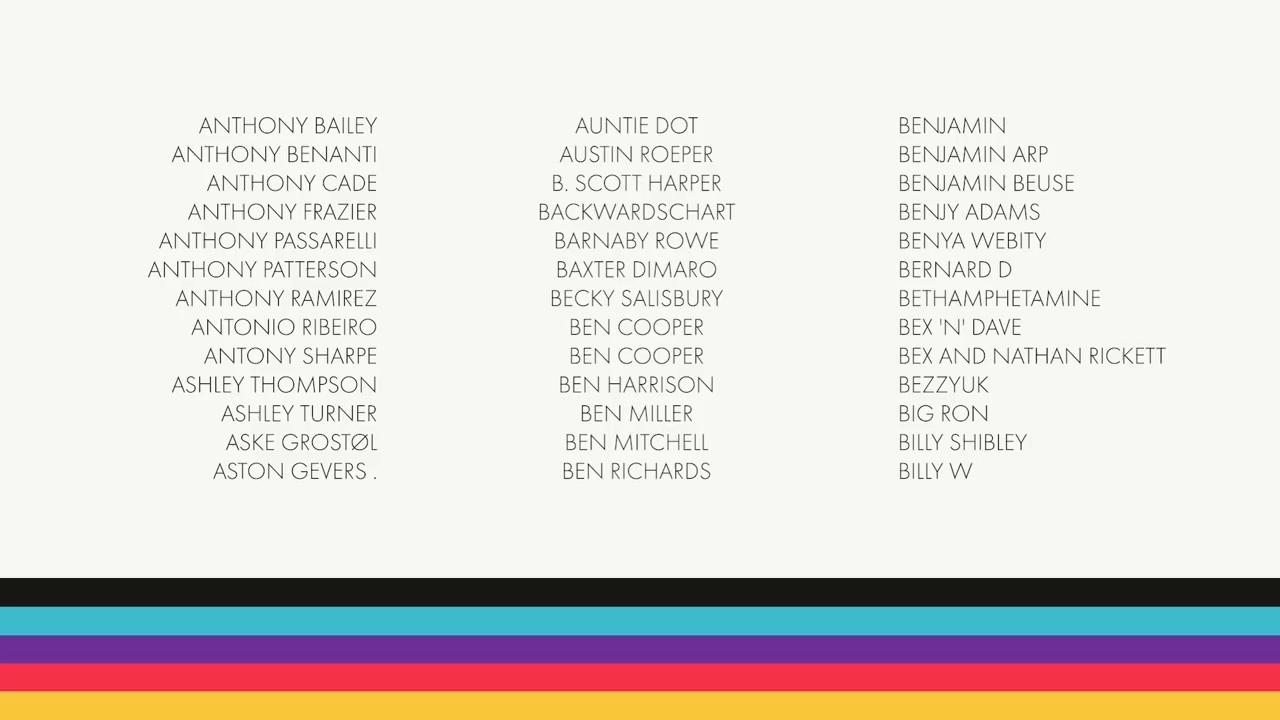 ANTHONY BAILEY
ANTHONY BENANTI
ANTHONY CADE
ANTHONY FRAZIER
ANTHONY PASSARELLI
ANTHONY PATTERSON
ANTHONY RAMIREZ
ANTONIO RIBEIRO
ANTONY SHARPE
ASHLEY THOMPSON
ASHLEY TURNER
ASKE GROSTØL
ASTON GEVERS .
AUNTIE DOT
AUSTIN ROEPER
B. SCOTT HARPER
BACKWARDSCHART
BARNABY ROWE
BAXTER DIMARO
BECKY SALISBURY
BEN COOPER
BEN COOPER
BEN HARRISON
BEN MILLER
BEN MITCHELL
BEN RICHARDS
BENJAMIN
BENJAMIN ARP
BENJAMIN BEUSE
BENJY ADAMS
BENYA WEBITY
BERNARD D
BETHAMPHETAMINE
BEX 'N' DAVE
BEX AND NATHAN RICKETT
BEZZYUK
BIG RON
BILLY SHIBLEY
BILLY W